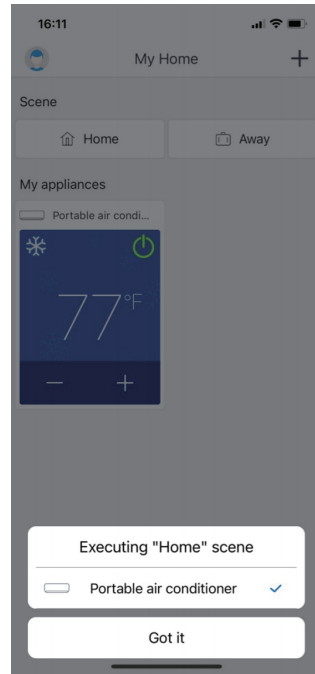 16:11
My Home
Scene
Home
Away
My appliances
Portable air condi...
77°F
Executing "Home" scene
Portable air conditioner
Got it